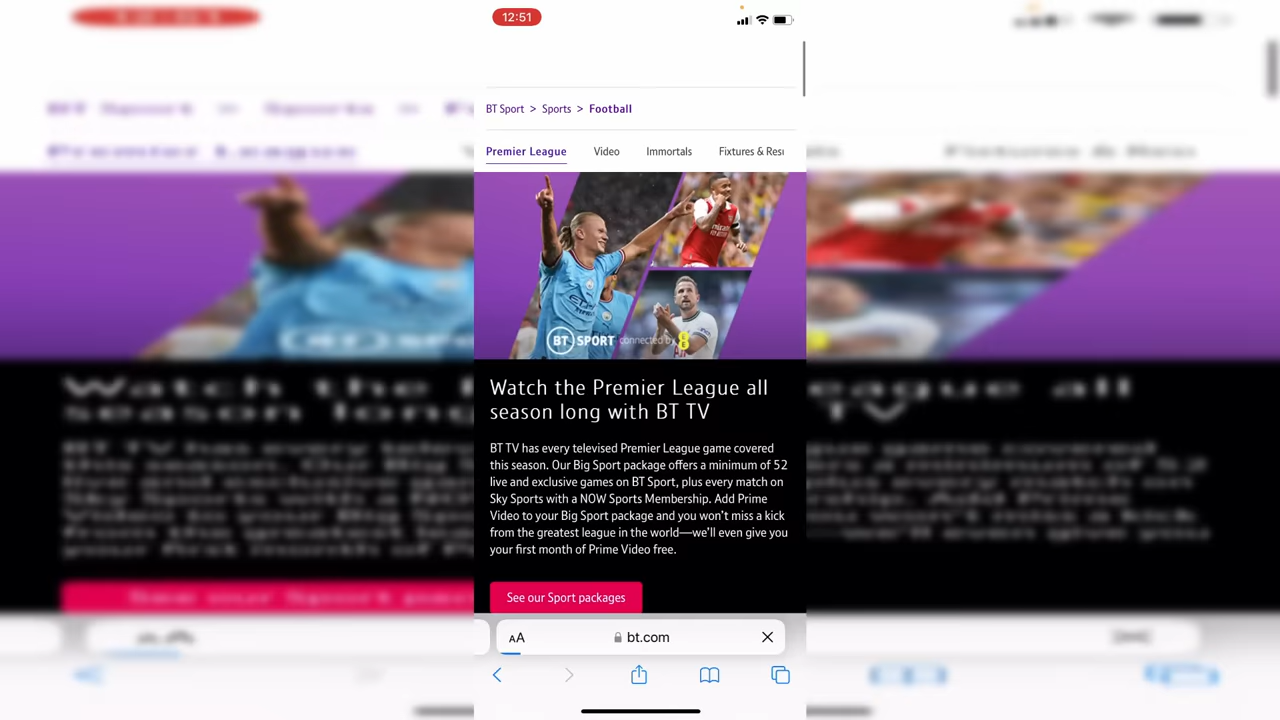 12:51
BT Sport > Sports > Football
Premier League Video Immortals Fixtures & Resu
BT SPORT connected by EE
Watch the Premier League all
season long with BT TV
BT TV has every televised Premier League game covered
this season. Our Big Sport package offers a minimum of 52
live and exclusive games on BT Sport, plus every match on
Sky Sports with a NOW Sports Membership. Add Prime
Video to your Big Sport package and you won't miss a kick
from the greatest league in the world—we'll even give you
your first month of Prime Video free.
See our Sport packages
AA bt.com